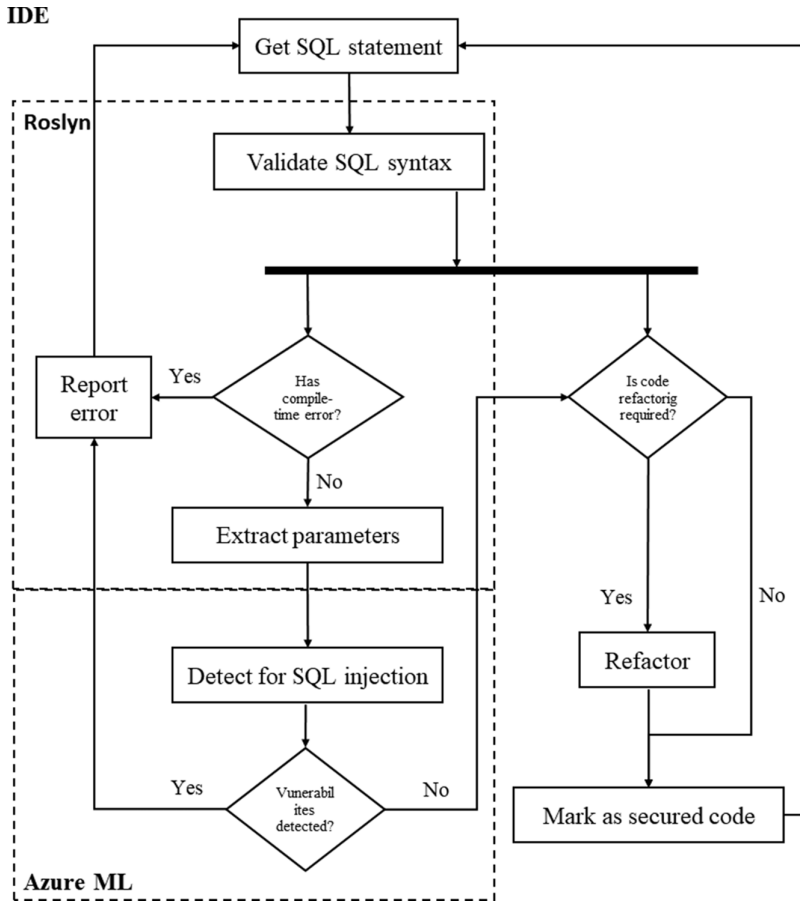 IDE
Get SQL statement
Roslyn
Validate SQL syntax
Report
error
Yes
Has
compile-
time error?
Is code
refactorig
required?
No
Extract parameters
Yes
No
Refactor
Detect for SQL injection
Yes
Vunerabil
ites
detected?
No
Mark as secured code
Azure ML